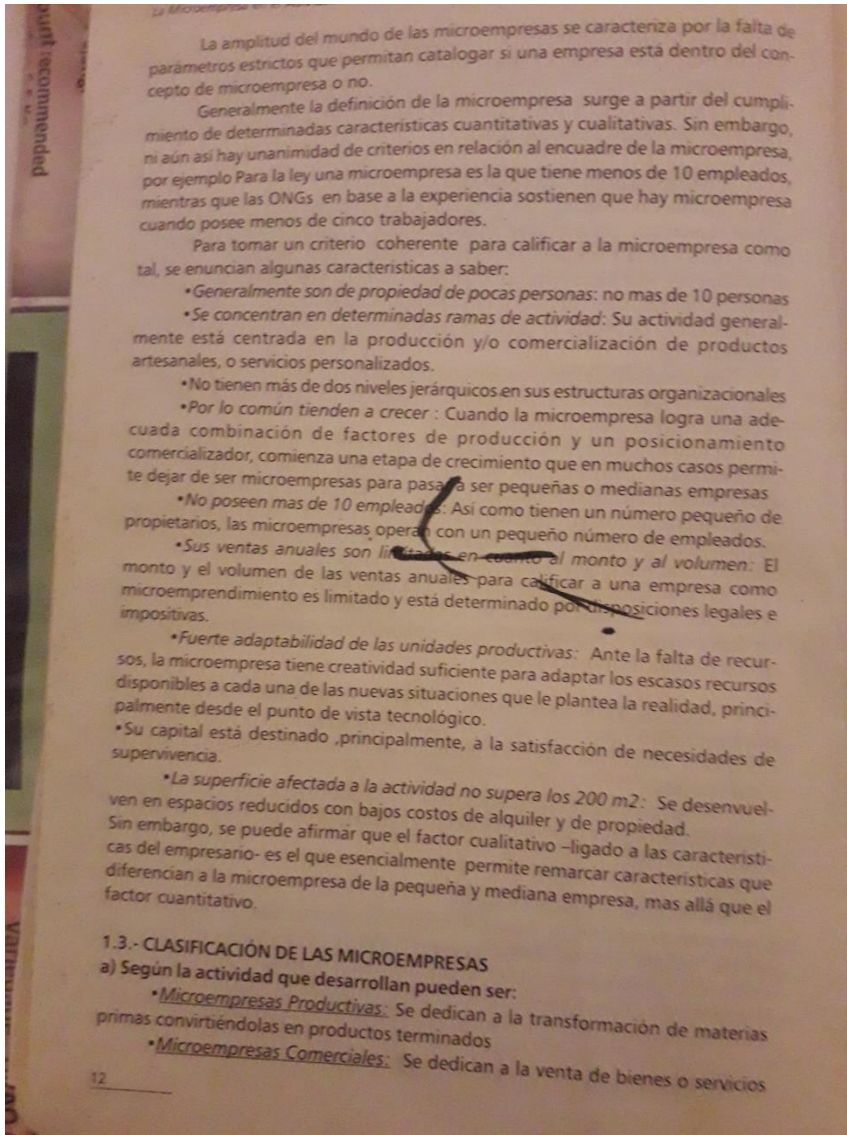 La Microempresa en el
La amplitud del mundo de las microempresas se caracteriza por la falta de
parámetros estrictos que permitan catalogar si una empresa está dentro del con-
cepto de microempresa o no.
Generalmente la definición de la microempresa surge a partir del cumpli-
miento de determinadas características cuantitativas y cualitativas. Sin embargo,
ni aún así hay unanimidad de criterios en relación al encuadre de la microempresa,
por ejemplo Para la ley una microempresa es la que tiene menos de 10 empleados,
mientras que las ONGs en base a la experiencia sostienen que hay microempresa
cuando posee menos de cinco trabajadores.
Para tomar un criterio coherente para calificar a la microempresa como
tal, se enuncian algunas características a saber:
•Generalmente son de propiedad de pocas personas: no mas de 10 personas
•Se concentran en determinadas ramas de actividad: Su actividad general-
mente está centrada en la producción y/o comercialización de productos
artesanales, o servicios personalizados.
•No tienen más de dos niveles jerárquicos en sus estructuras organizacionales
•Por lo común tienden a crecer : Cuando la microempresa logra una ade-
cuada combinación de factores de producción y un posicionamiento
comercializador, comienza una etapa de crecimiento que en muchos casos permi-
te dejar de ser microempresas para pasar a ser pequeñas o medianas empresas
•No poseen mas de 10 empleados: Así como tienen un número pequeño de
propietarios, las microempresas operan con un pequeño número de empleados.
•Sus ventas anuales son limitadas en cuanto al monto y al volumen: El
monto y el volumen de las ventas anuales para calificar a una empresa como
microemprendimiento es limitado y está determinado por disposiciones legales e
impositivas.
•Fuerte adaptabilidad de las unidades productivas: Ante la falta de recur-
sos, la microempresa tiene creatividad suficiente para adaptar los escasos recursos
disponibles a cada una de las nuevas situaciones que le plantea la realidad, princi-
palmente desde el punto de vista tecnológico.
•Su capital está destinado ,principalmente, a la satisfacción de necesidades de
supervivencia.
•La superficie afectada a la actividad no supera los 200 m2: Se desenvuel-
ven en espacios reducidos con bajos costos de alquiler y de propiedad.
Sin embargo, se puede afirmar que el factor cualitativo –ligado a las característi-
cas del empresario- es el que esencialmente permite remarcar características que
diferencian a la microempresa de la pequeña y mediana empresa, mas allá que el
factor cuantitativo.
1.3.- CLASIFICACIÓN DE LAS MICROEMPRESAS
a) Según la actividad que desarrollan pueden ser:
•Microempresas Productivas: Se dedican a la transformación de materias
primas convirtiéndolas en productos terminados
•Microempresas Comerciales: Se dedican a la venta de bienes o servicios
12
recommended